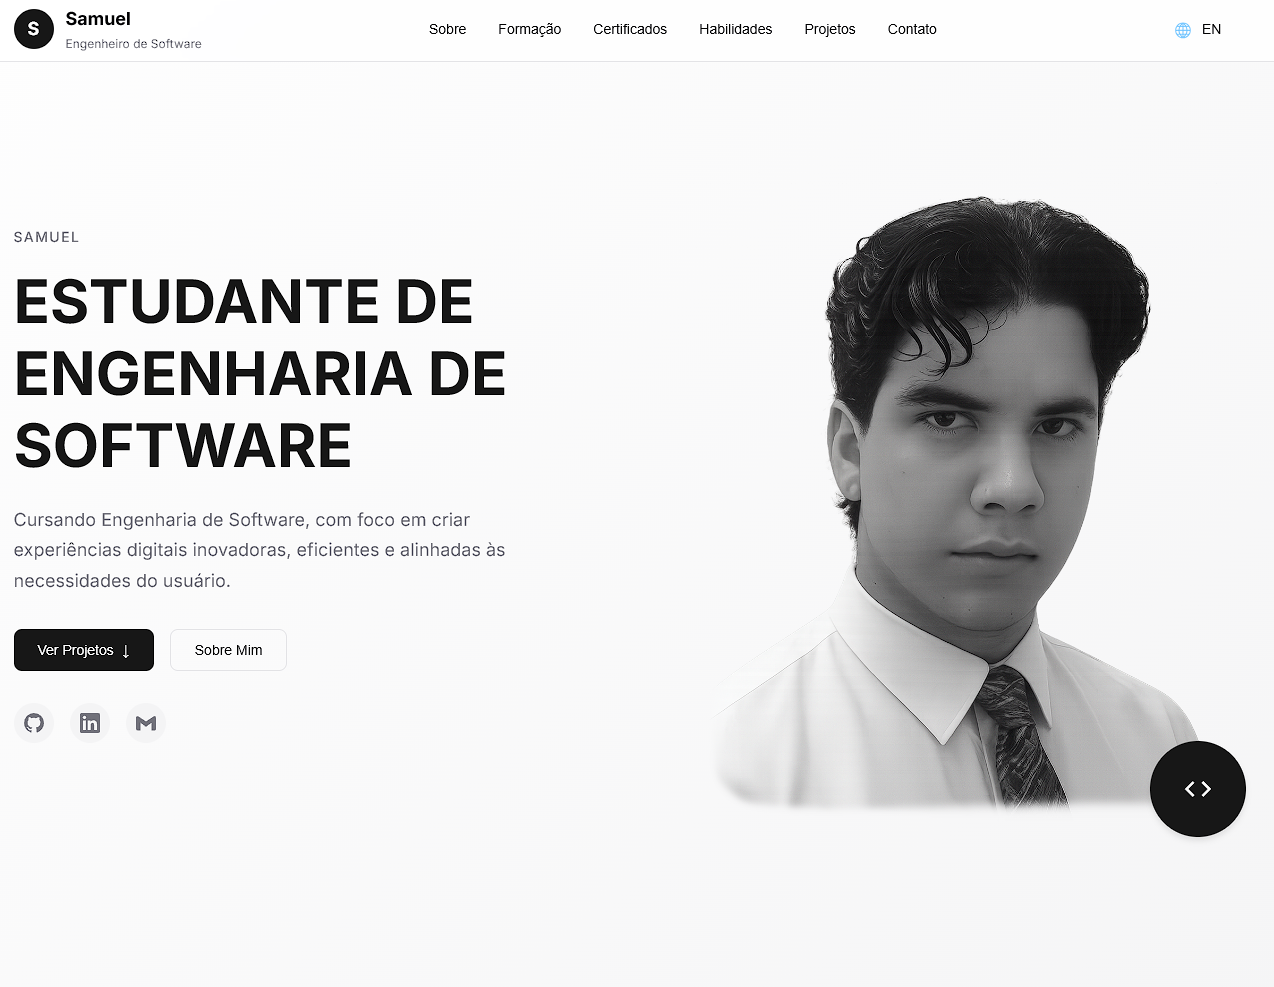 S
Samuel
Engenheiro de Software
Sobre
Formação
Certificados
Habilidades
Projetos
Contato
EN
SAMUEL
ESTUDANTE DE
ENGENHARIA DE
SOFTWARE
Cursando Engenharia de Software, com foco em criar
experiências digitais inovadoras, eficientes e alinhadas às
necessidades do usuário.
Ver Projetos ↓
Sobre Mim